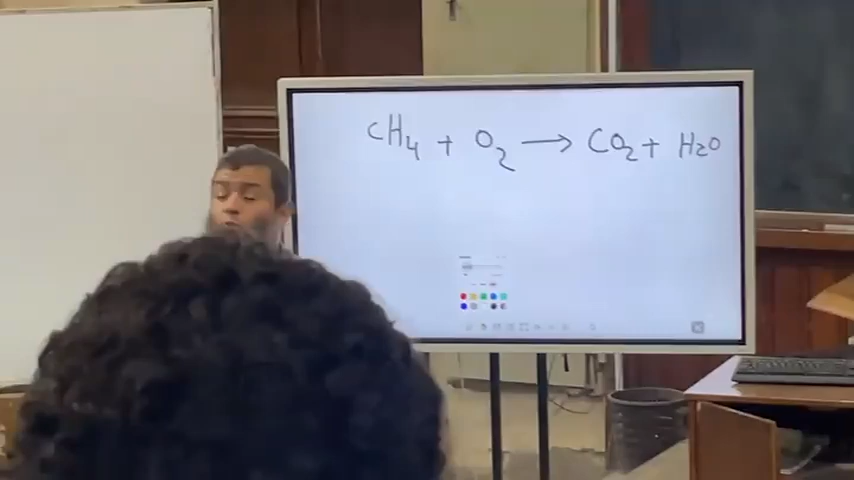 CH4 + O2 → CO2 + H2O